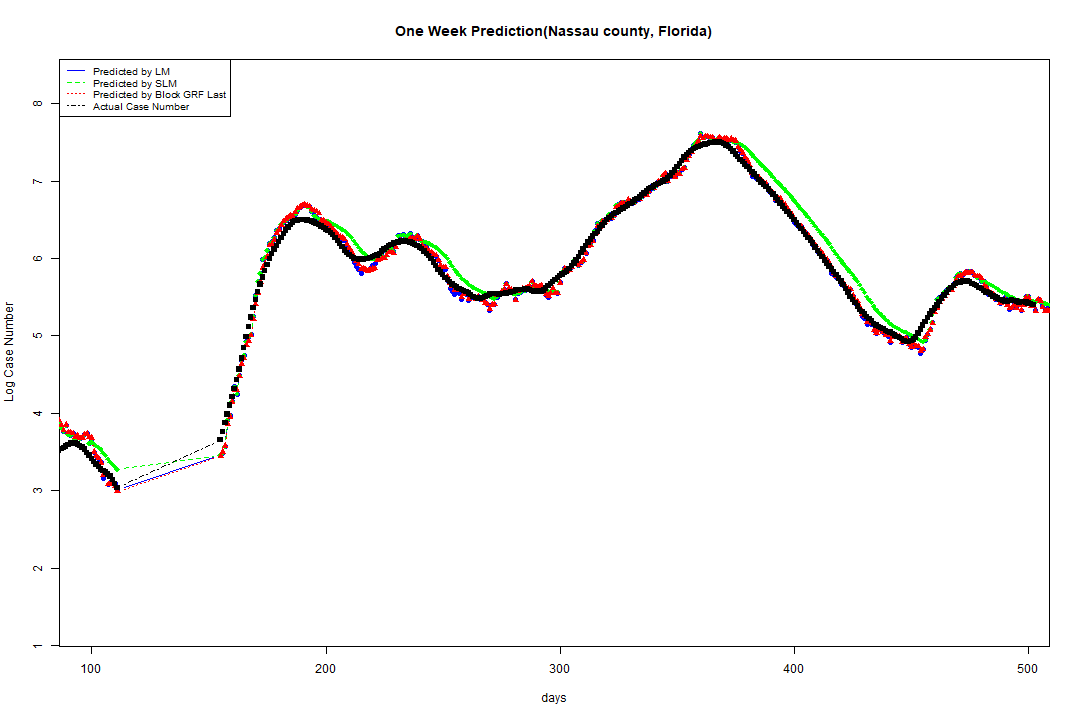 One Week Prediction(Nassau county, Florida)
Predicted by LM
Predicted by SLM
Predicted by Block GRF Last
Actual Case Number
8
7
6
5
4
3
2
1
Log Case Number
100 200 300 400 500
days